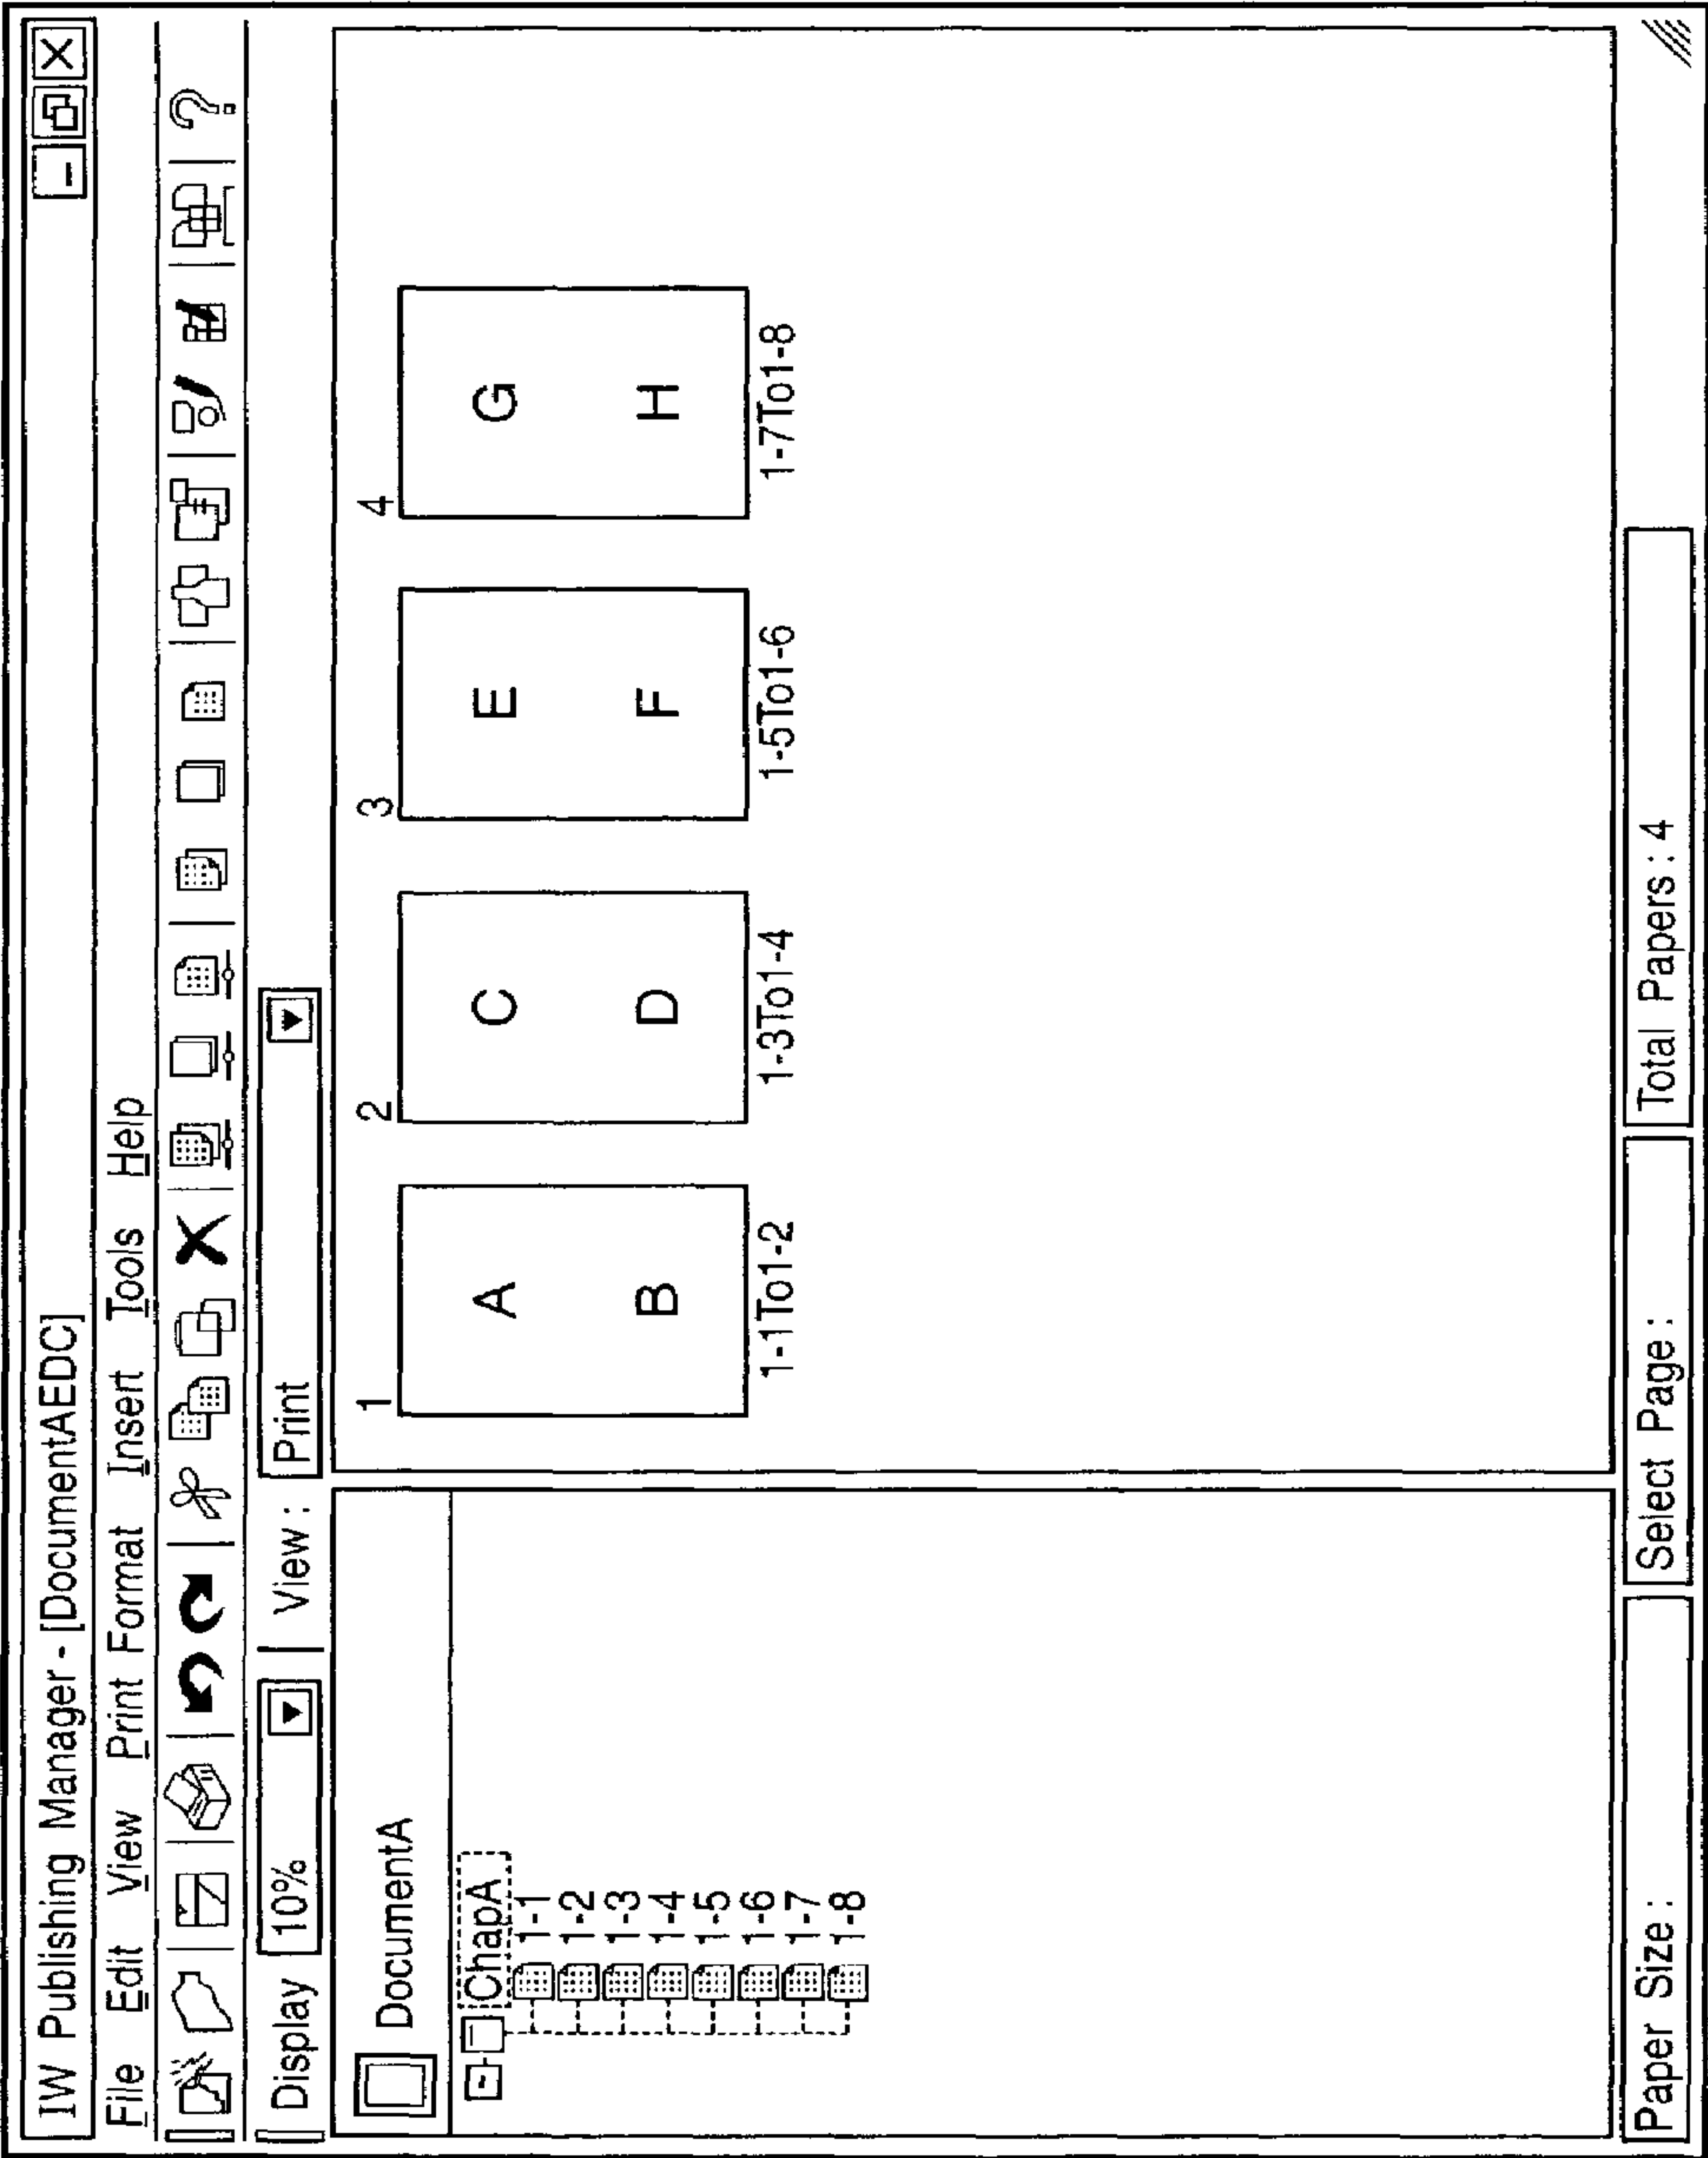 IW Publishing Manager - [DocumentAEDC]
File Edit View Print Format Insert Tools Help
?
Display 10% View : Print
DocumentA
ChapA
1-1
1-2
1-3
1-4
1-5
1-6
1-7
1-8
1 2 3 4
A C E G
B D F H
1-1To1-2 1-3To1-4 1-5To1-6 1-7To1-8
Paper Size : Select Page : Total Papers : 4